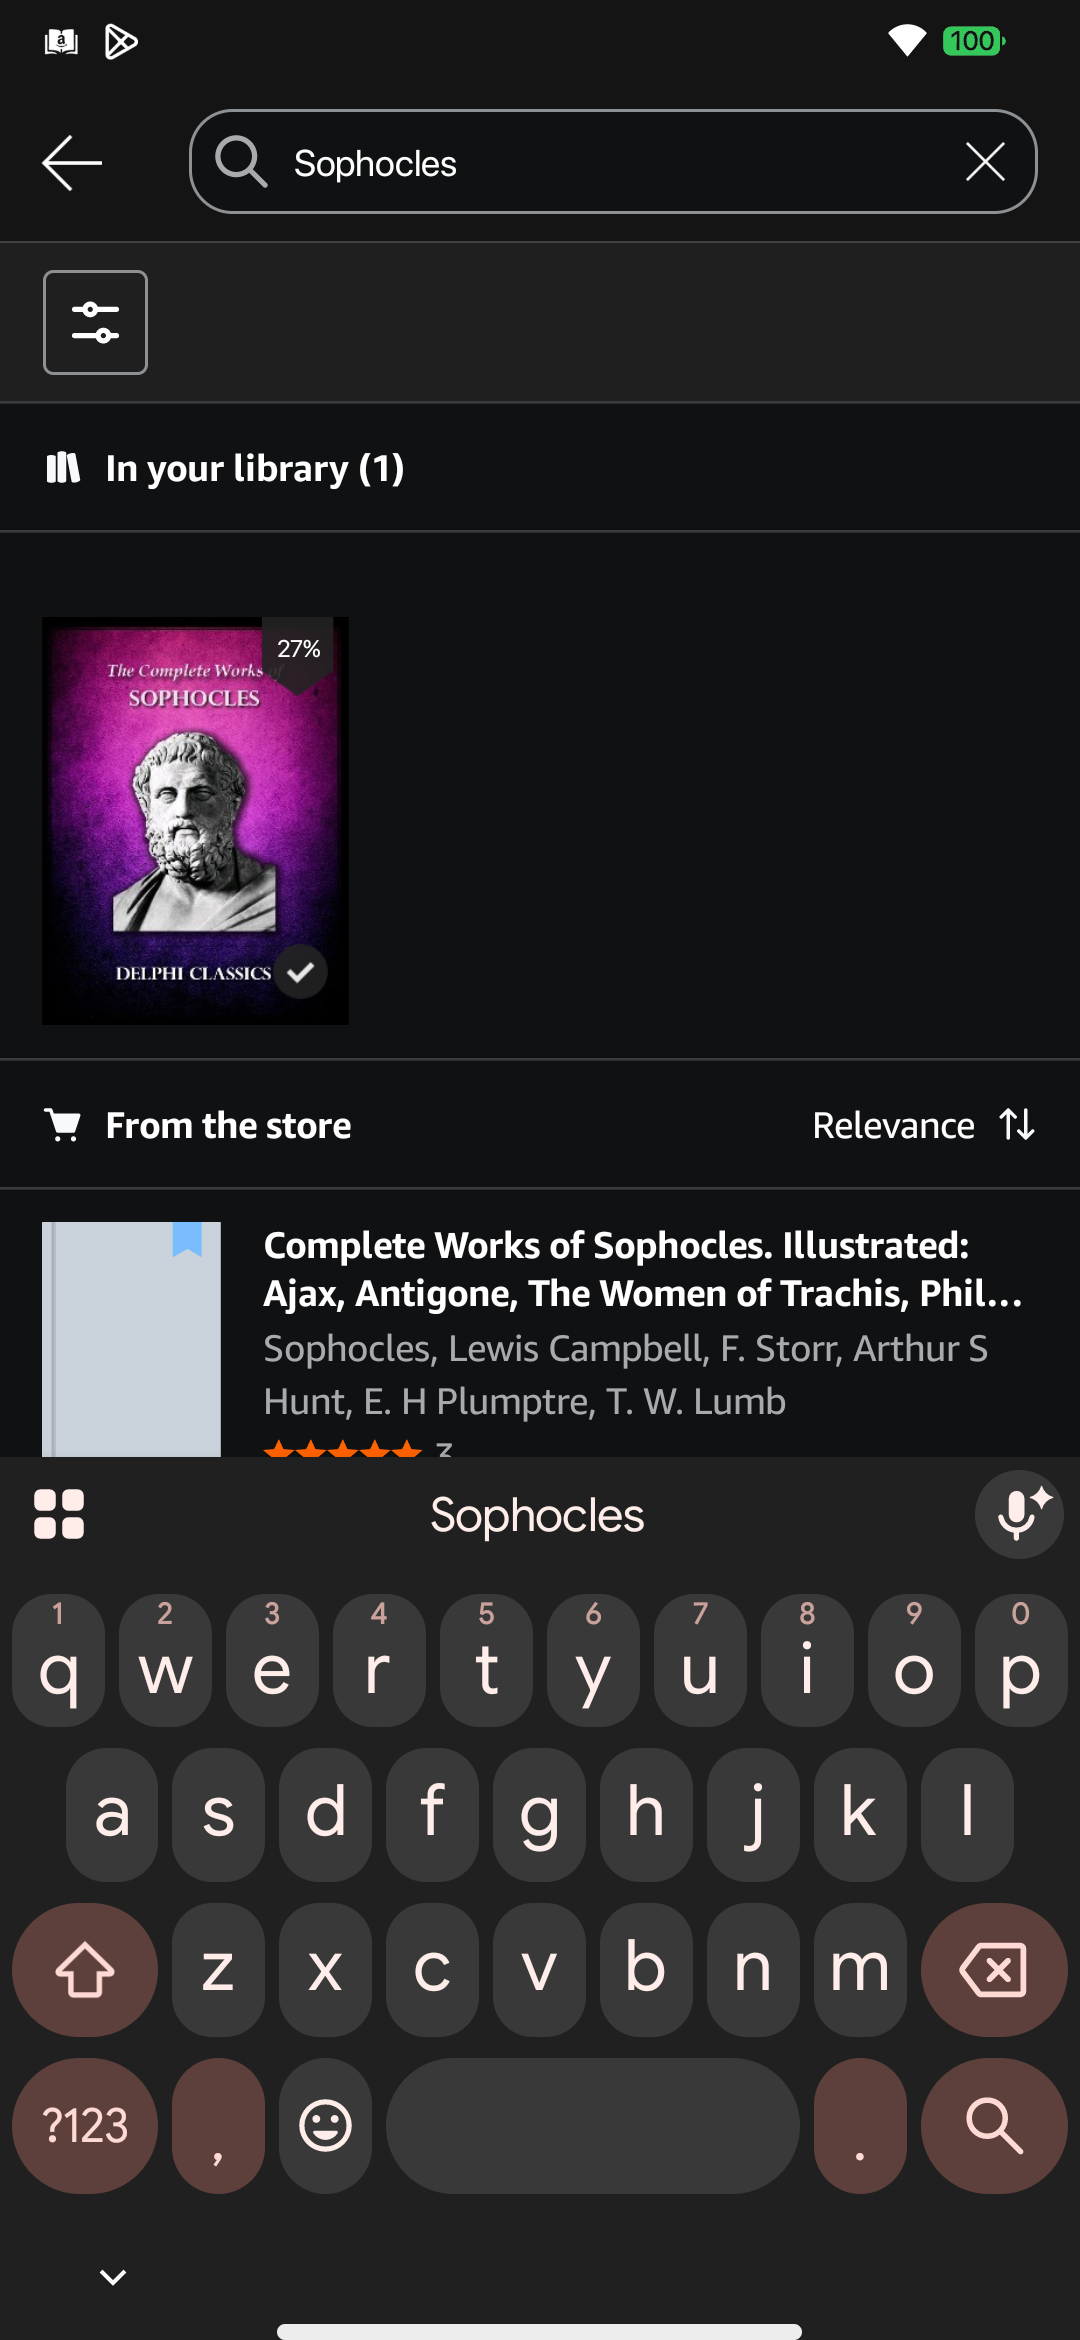 100
Sophocles
In your library (1)
27%
The Complete Works of
SOPHOCLES
DELPHI CLASSICS
From the store
Relevance
Complete Works of Sophocles. Illustrated:
Ajax, Antigone, The Women of Trachis, Phil...
Sophocles, Lewis Campbell, F. Storr, Arthur S
Hunt, E. H Plumptre, T. W. Lumb
3
Sophocles
1 2 3 4 5 6 7 8 9 0
q w e r t y u i o p
a s d f g h j k l
z x c v b n m
?123 , .